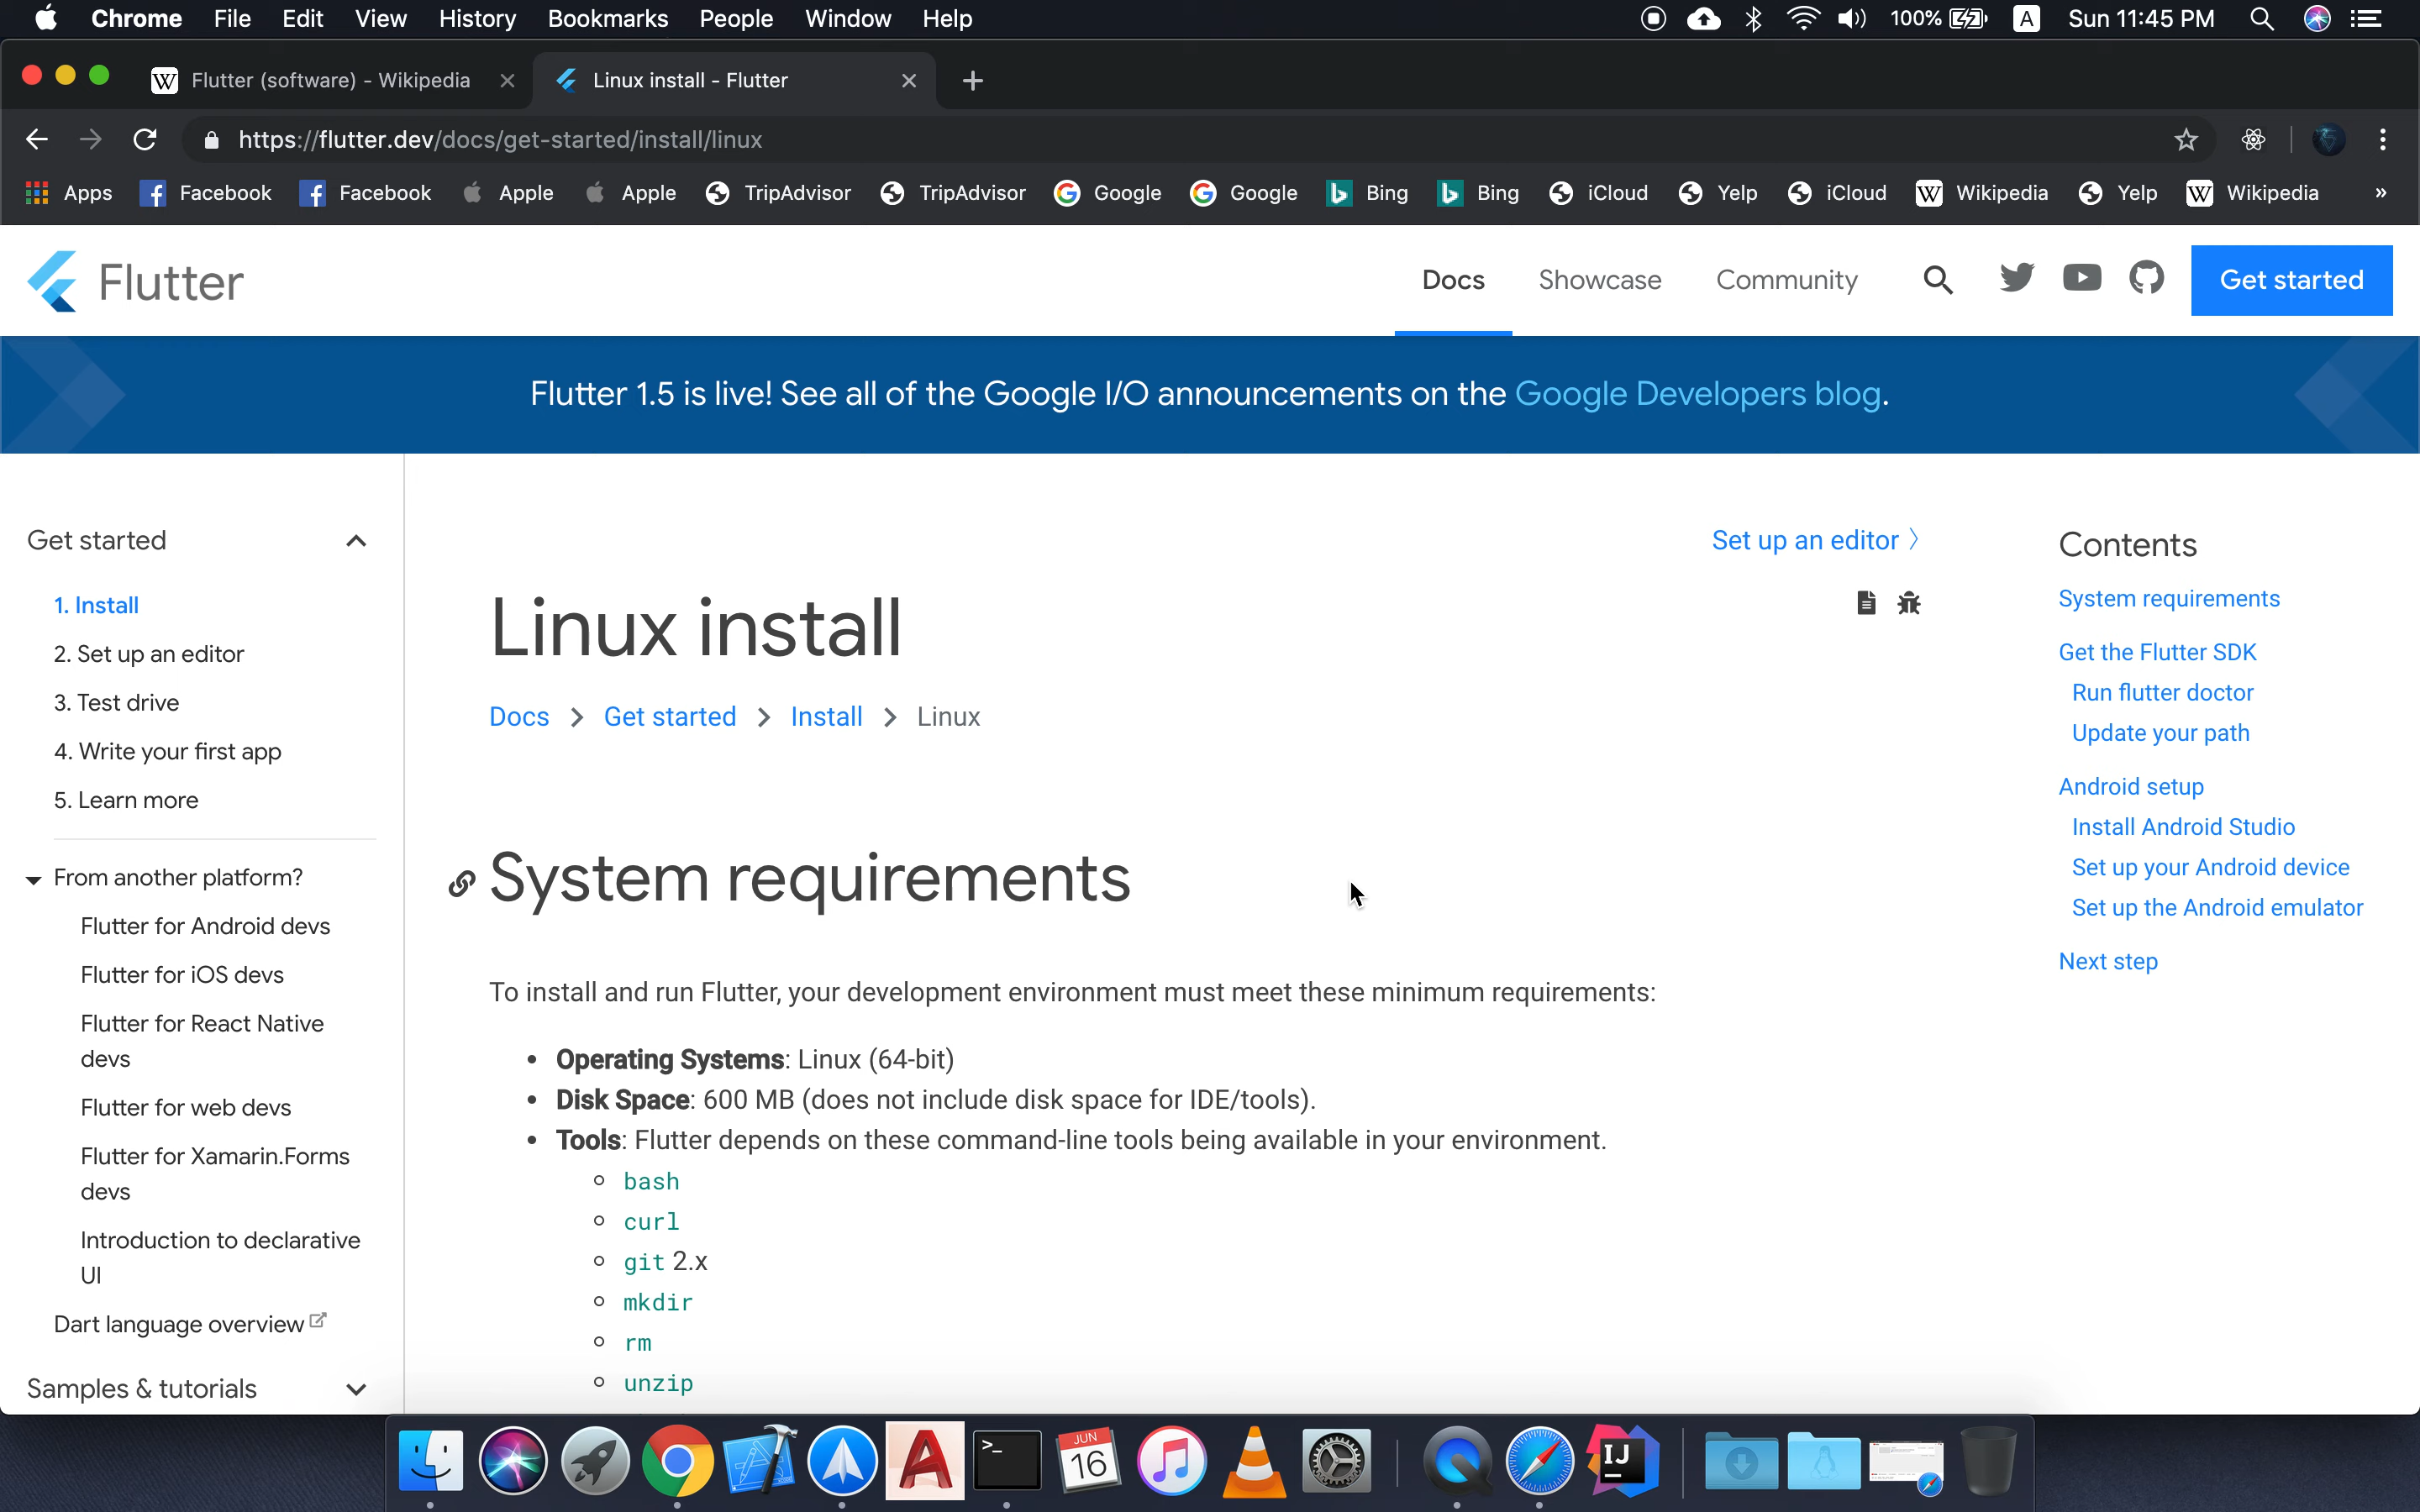 Chrome File Edit View History Bookmarks People Window Help 100% A Sun 11:45 PM
W Flutter (software) - Wikipedia Linux install - Flutter
https://flutter.dev/docs/get-started/install/linux
Apps Facebook Facebook Apple Apple TripAdvisor TripAdvisor Google Google Bing Bing iCloud Yelp iCloud W Wikipedia Yelp W Wikipedia »
Flutter Docs Showcase Community Get started
Flutter 1.5 is live! See all of the Google I/O announcements on the Google Developers blog.
Get started
1. Install
2. Set up an editor
3. Test drive
4. Write your first app
5. Learn more
From another platform?
Flutter for Android devs
Flutter for iOS devs
Flutter for React Native
devs
Flutter for web devs
Flutter for Xamarin.Forms
devs
Introduction to declarative
UI
Dart language overview
Samples & tutorials
Set up an editor
Linux install
Docs > Get started > Install > Linux
System requirements
To install and run Flutter, your development environment must meet these minimum requirements:
• Operating Systems: Linux (64-bit)
• Disk Space: 600 MB (does not include disk space for IDE/tools).
• Tools: Flutter depends on these command-line tools being available in your environment.
bash
curl
git 2.x
mkdir
rm
unzip
Contents
System requirements
Get the Flutter SDK
Run flutter doctor
Update your path
Android setup
Install Android Studio
Set up your Android device
Set up the Android emulator
Next step
JUN
16
IJ